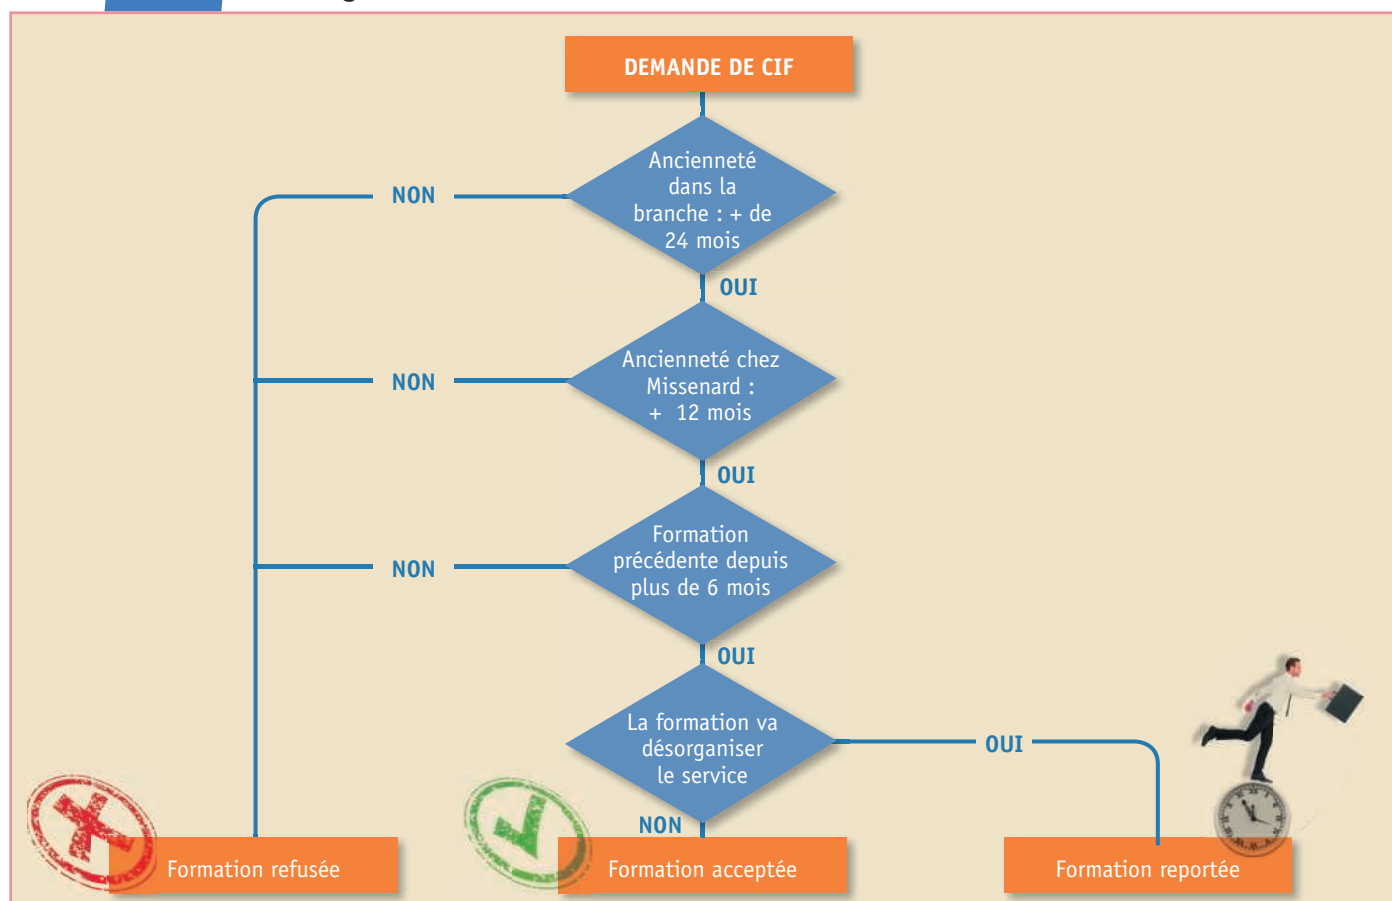 DEMANDE DE CIF
Ancienneté
dans la
branche : + de
24 mois
NON
OUI
Ancienneté chez
Missenard :
+ 12 mois
NON
OUI
Formation
précédente depuis
plus de 6 mois
NON
OUI
La formation va
désorganiser
le service
OUI
NON
Formation refusée
Formation acceptée
Formation reportée